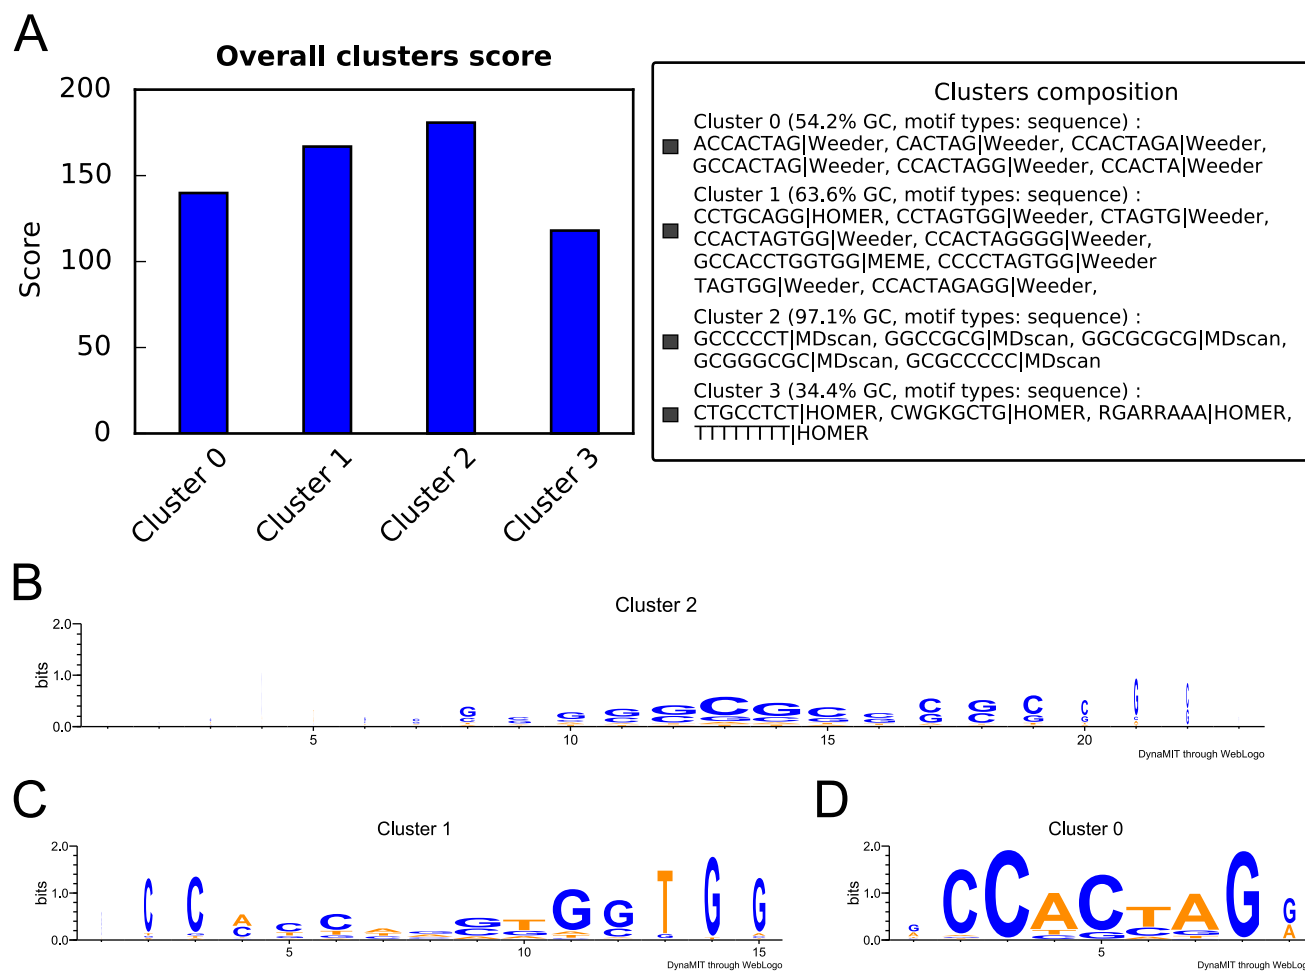 A
Overall clusters score
200
150
100
50
0
Score
Cluster 0
Cluster 1
Cluster 2
Cluster 3
Clusters composition
Cluster 0 (54.2% GC, motif types: sequence) :
ACCACTAG|Weeder, CACTAG|Weeder, CCACTAGA|Weeder,
GCCACTAG|Weeder, CCACTAGG|Weeder, CCACTA|Weeder
Cluster 1 (63.6% GC, motif types: sequence) :
CCTGCAGG|HOMER, CCTAGTGG|Weeder, CTAGTG|Weeder,
CCACTAGTGG|Weeder, CCACTAGGGG|Weeder,
GCCACCTGGTGG|MEME, CCCCTAGTGG|Weeder
TAGTGG|Weeder, CCACTAGAGG|Weeder,
Cluster 2 (97.1% GC, motif types: sequence) :
GCCCCCT|MDscan, GGCCGCG|MDscan, GGCGCGCG|MDscan,
GCGGGCGC|MDscan, GCGCCCCC|MDscan
Cluster 3 (34.4% GC, motif types: sequence) :
CTGCCTCT|HOMER, CWGKGCTG|HOMER, RGARRAAA|HOMER,
TTTTTTTT|HOMER
B
Cluster 2
2.0
1.0
0.0
bits
5
10
15
20
DynaMIT through WebLogo
C
Cluster 1
2.0
1.0
0.0
bits
5
10
15
DynaMIT through WebLogo
D
Cluster 0
2.0
1.0
0.0
bits
5
DynaMIT through WebLogo